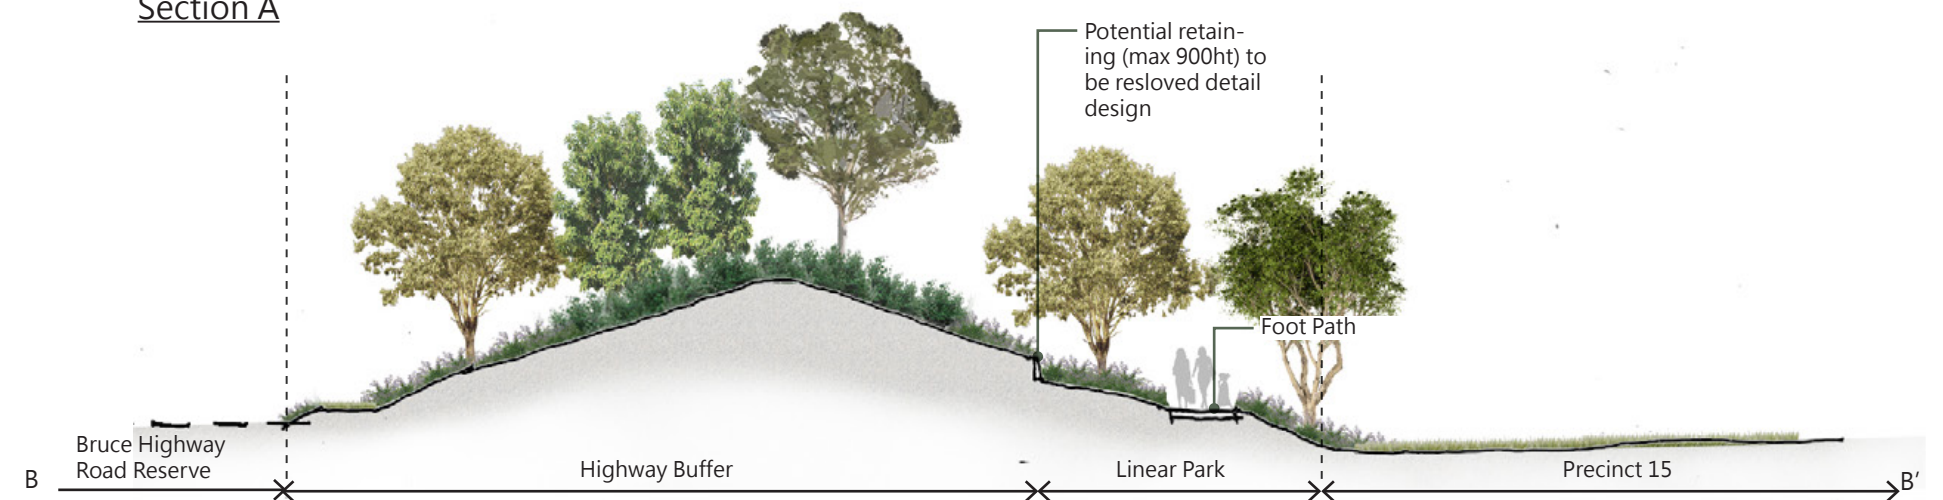 Section A
Potential retain-
ing (max 900ht) to
be resloved detail
design
Foot Path
Bruce Highway
Road Reserve
Highway Buffer
Linear Park
Precinct 15
B
B'